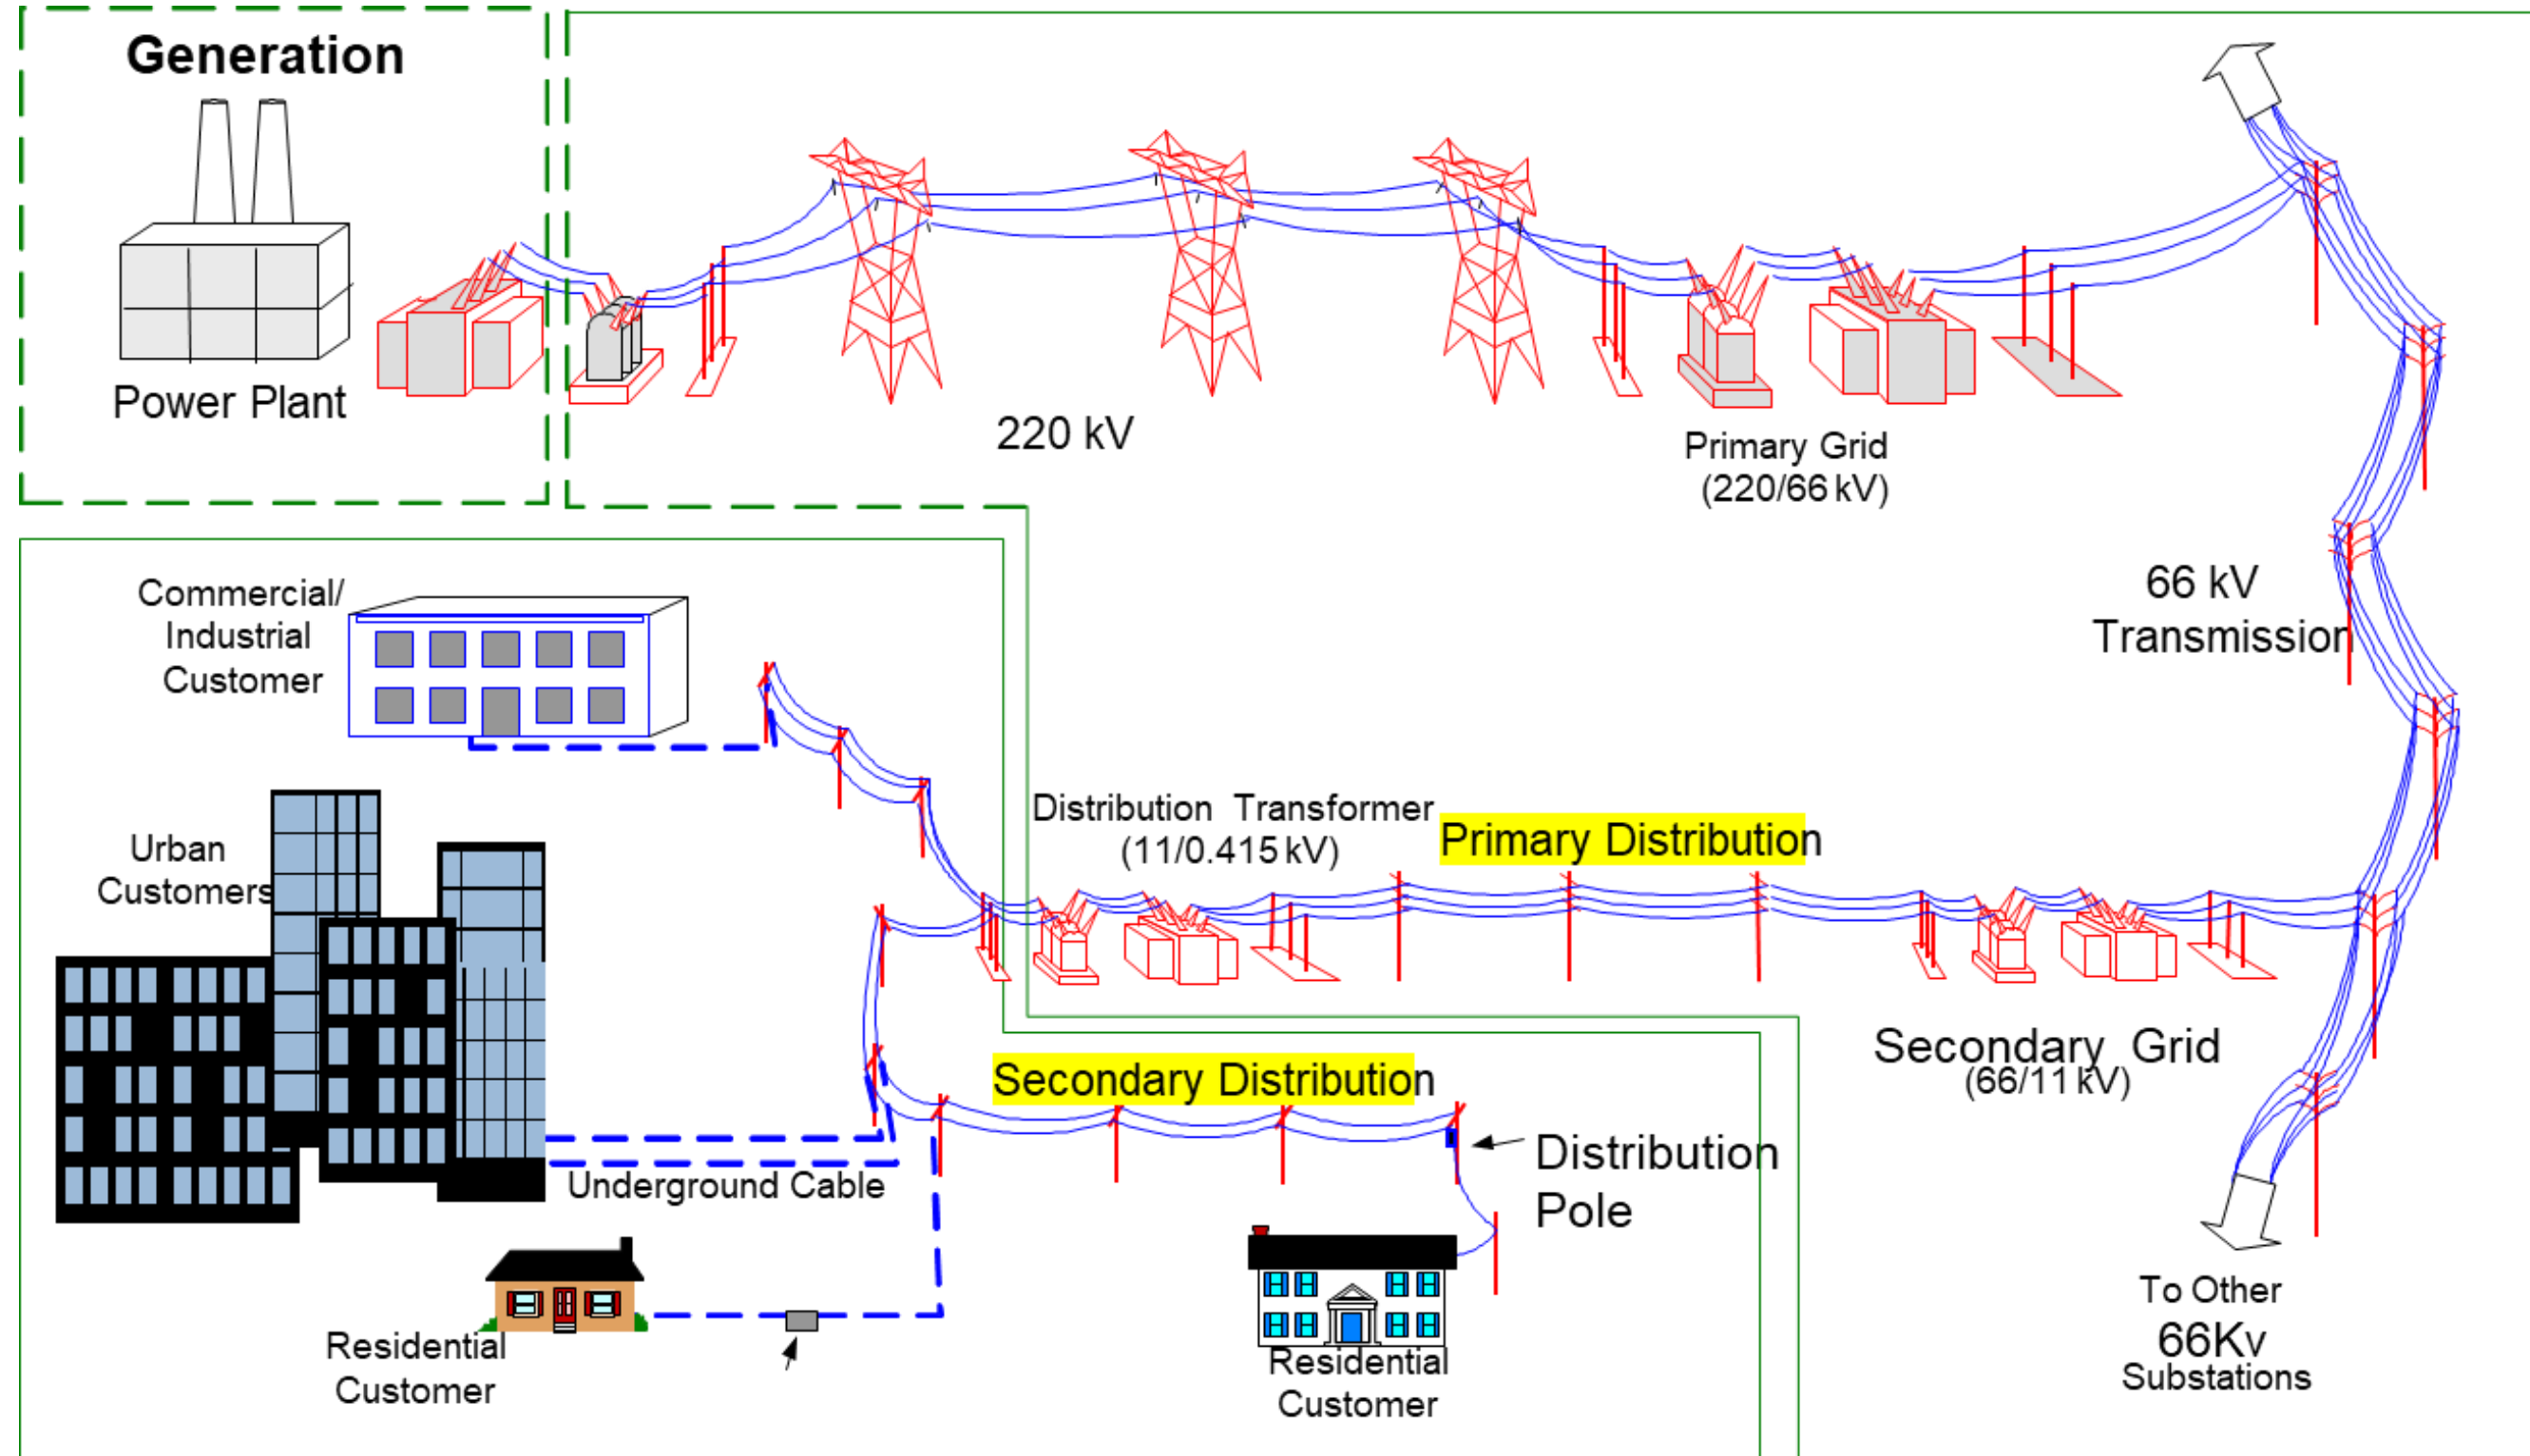 Generation
Power Plant
220 kV
Primary Grid
(220/66 kV)
66 kV
Transmission
Commercial/
Industrial
Customer
Urban
Customers
Distribution Transformer
(11/0.415 kV)
Primary Distribution
Secondary Grid
(66/11 kV)
Secondary Distribution
Distribution
Pole
Underground Cable
Residential
Customer
Residential
Customer
To Other
66Kv
Substations